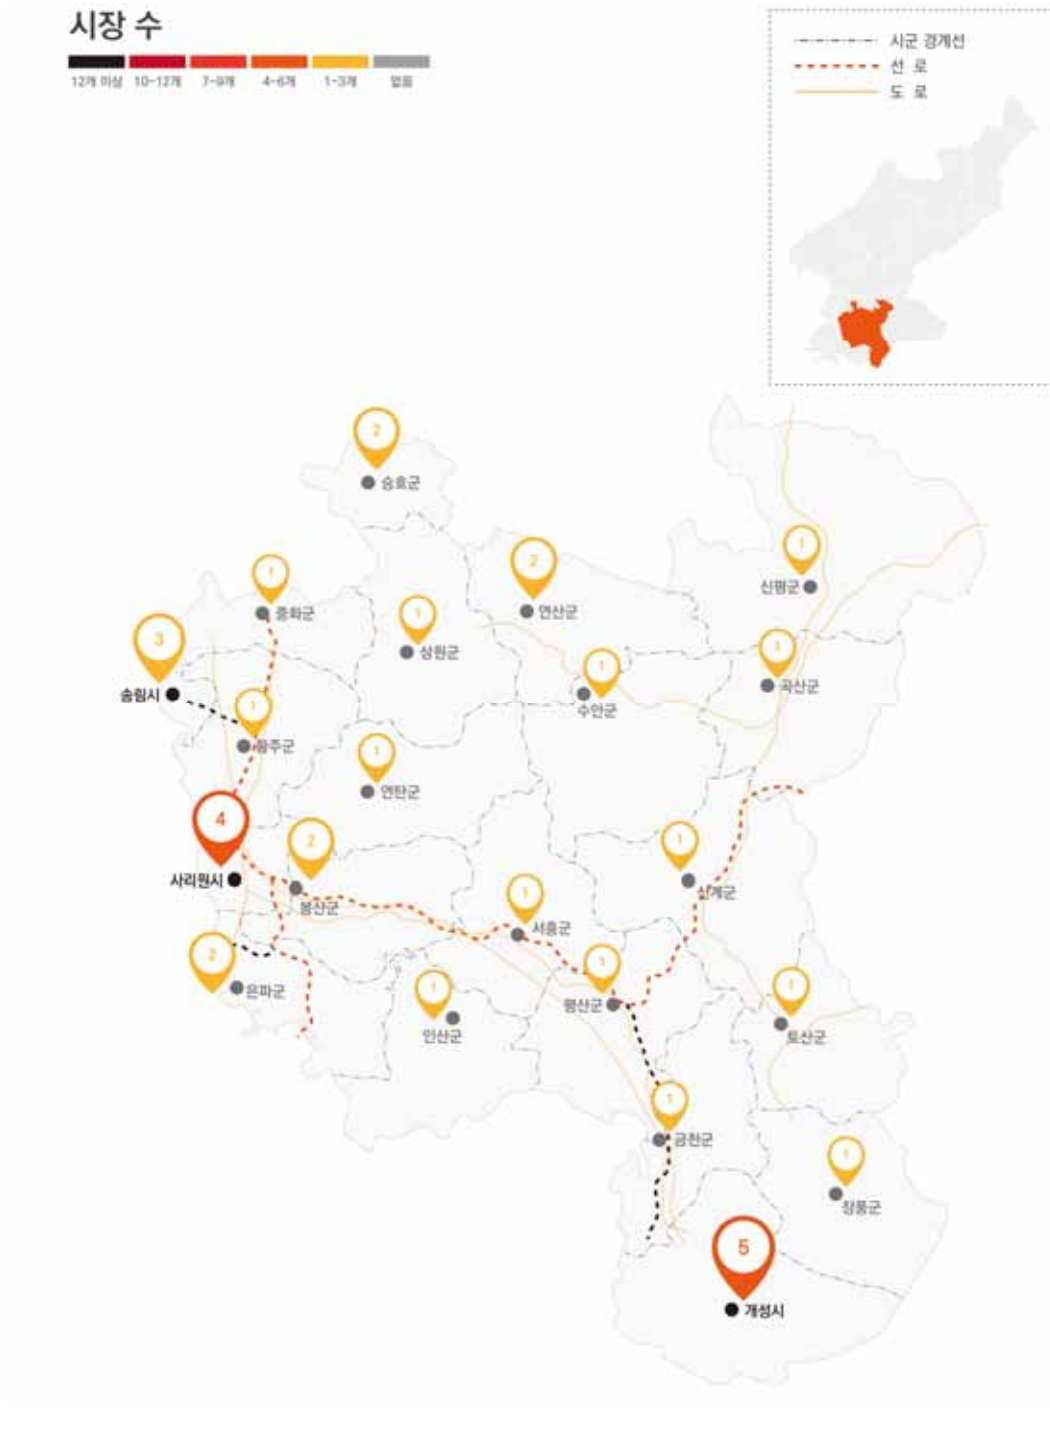 시장 수
12개 이상 10-12개 7-9개 4-6개 1-3개 없음
시군 경계선
선 로
도 로
2
승호군
1
신평군
2
연산군
1
중화군
1
상원군
3
송림시
1
곡산군
1
수안군
1
황주군
1
연탄군
4
사리원시
2
봉산군
1
신계군
1
서흥군
2
은파군
1
평산군
1
인산군
1
토산군
1
금천군
1
장풍군
5
개성시